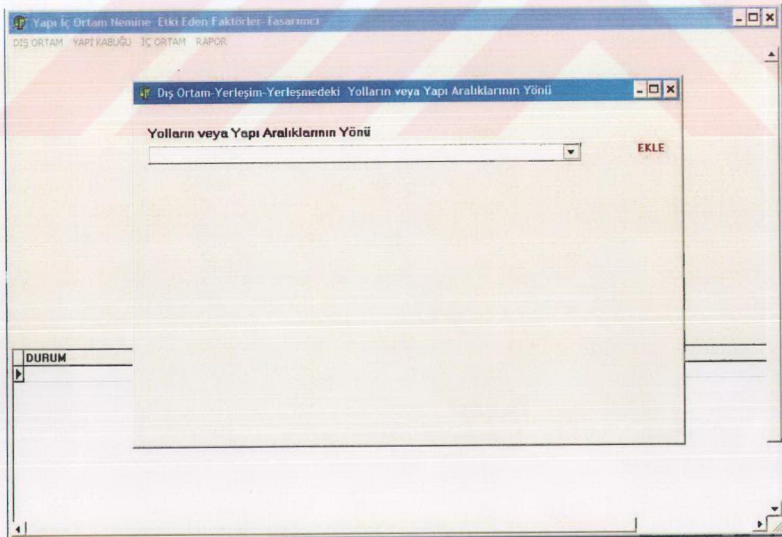 Yapı İç Ortam Nemine Etki Eden Faktörler-Tasarımcı
DIŞ ORTAM YAPI KABUĞU İÇ ORTAM RAPOR
Dış Ortam-Yerleşim-Yerleşmedeki Yolların veya Yapı Aralıklarının Yönü
Yolların veya Yapı Aralıklarının Yönü
EKLE
DURUM